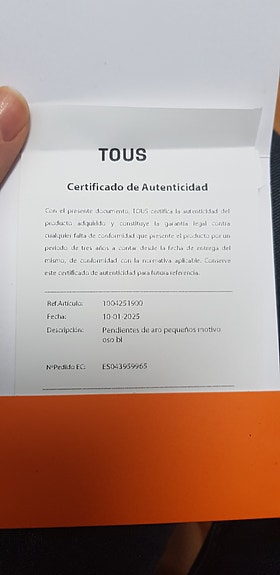 TOUS
Certificado de Autenticidad
Con el presente documento, TOUS certifica la autenticidad del
producto adquirido y constituye la garantía legal contra
cualquier falta de conformidad que presente el producto por un
periodo de tres años a contar desde la fecha de entrega del
mismo, de conformidad con la normativa aplicable. Conserve
este certificado de autenticidad para futura referencia.
Ref.Artículo: 1004251900
Fecha: 10-01-2025
Descripción: Pendientes de aro pequeños motivo
oso bl
NºPedido EC: ES043959965